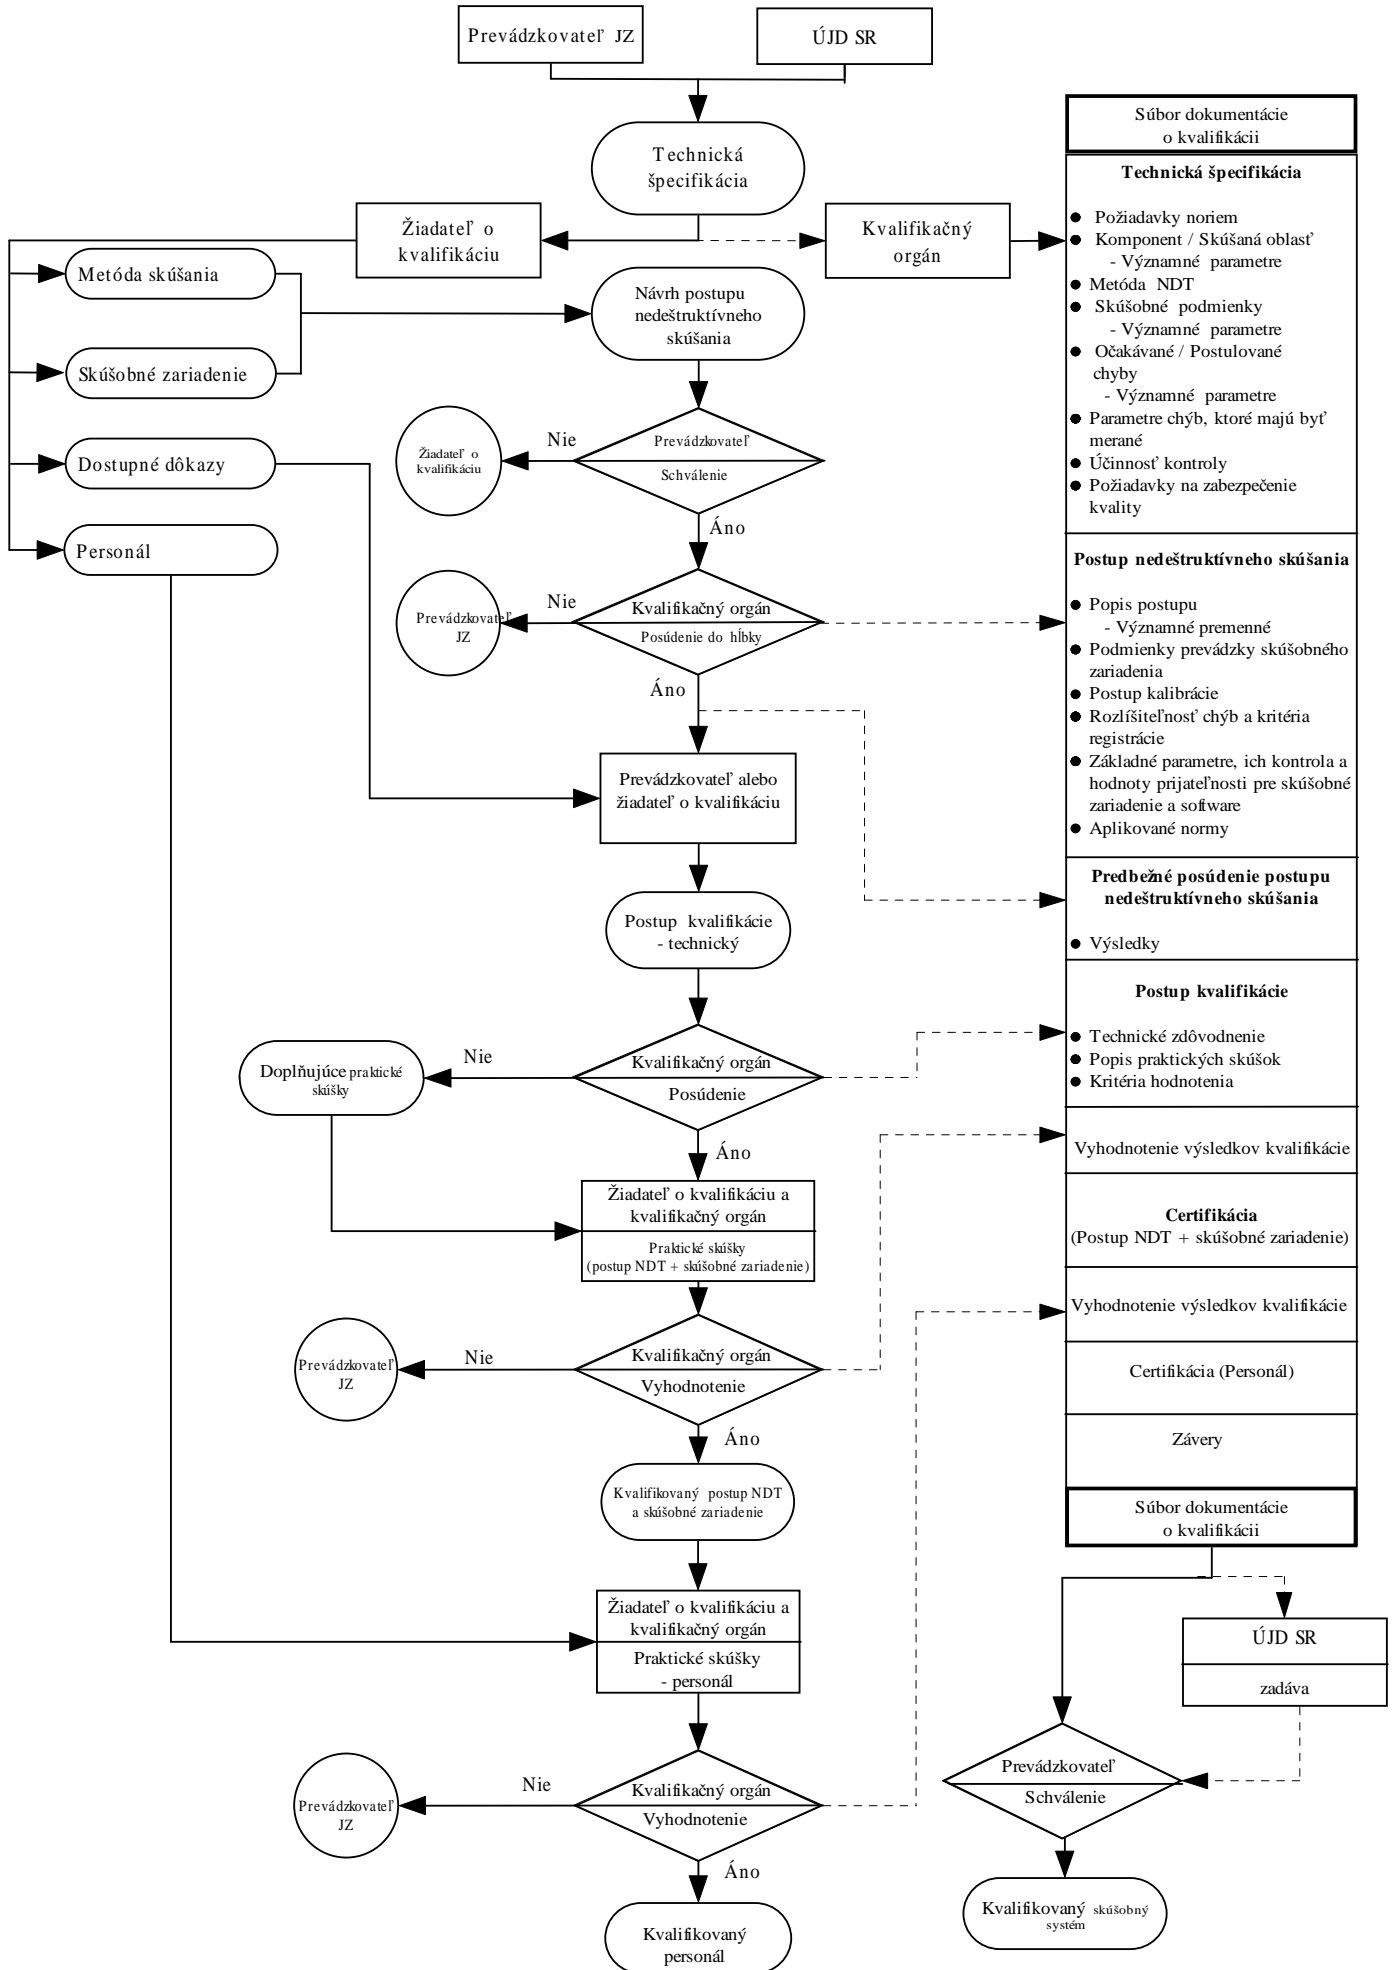 Prevádzkovateľ JZ
ÚJD SR
Technická
špecifikácia
Žiadateľ o
kvalifikáciu
Kvalifikačný
orgán
Metóda skúšania
Skúšobné zariadenie
Dostupné dôkazy
Personál
Návrh postupu
nedeštruktívneho
skúšania
Prevádzkovateľ
Schválenie
Nie
Žiadateľ o
kvalifikáciu
Áno
Kvalifikačný orgán
Posúdenie do hĺbky
Nie
Prevádzkovateľ
JZ
Áno
Prevádzkovateľ alebo
žiadateľ o kvalifikáciu
Postup kvalifikácie
- technický
Kvalifikačný orgán
Posúdenie
Nie
Doplňujúce praktické
skúšky
Áno
Žiadateľ o kvalifikáciu a
kvalifikačný orgán
Praktické skúšky
(postup NDT + skúšobné zariadenie)
Kvalifikačný orgán
Vyhodnotenie
Nie
Prevádzkovateľ
JZ
Áno
Kvalifikovaný postup NDT
a skúšobné zariadenie
Žiadateľ o kvalifikáciu a
kvalifikačný orgán
Praktické skúšky
- personál
Kvalifikačný orgán
Vyhodnotenie
Nie
Prevádzkovateľ
JZ
Áno
Kvalifikovaný
personál
Súbor dokumentácie
o kvalifikácii
Technická špecifikácia
● Požiadavky noriem
● Komponent / Skúšaná oblasť
- Významné parametre
● Metóda NDT
● Skúšobné podmienky
- Významné parametre
● Očakávané / Postulované
chyby
- Významné parametre
● Parametre chýb, ktoré majú byť
merané
● Účinnosť kontroly
● Požiadavky na zabezpečenie
kvality
Postup nedeštruktívneho skúšania
● Popis postupu
- Významné premenné
● Podmienky prevádzky skúšobného
zariadenia
● Postup kalibrácie
● Rozlíšiteľnosť chýb a kritéria
registrácie
● Základné parametre, ich kontrola a
hodnoty prijateľnosti pre skúšobné
zariadenie a software
● Aplikované normy
Predbežné posúdenie postupu
nedeštruktívneho skúšania
● Výsledky
Postup kvalifikácie
● Technické zdôvodnenie
● Popis praktických skúšok
● Kritéria hodnotenia
Vyhodnotenie výsledkov kvalifikácie
Certifikácia
(Postup NDT + skúšobné zariadenie)
Vyhodnotenie výsledkov kvalifikácie
Certifikácia (Personál)
Závery
Súbor dokumentácie
o kvalifikácii
ÚJD SR
zadáva
Prevádzkovateľ
Schválenie
Kvalifikovaný skúšobný
systém